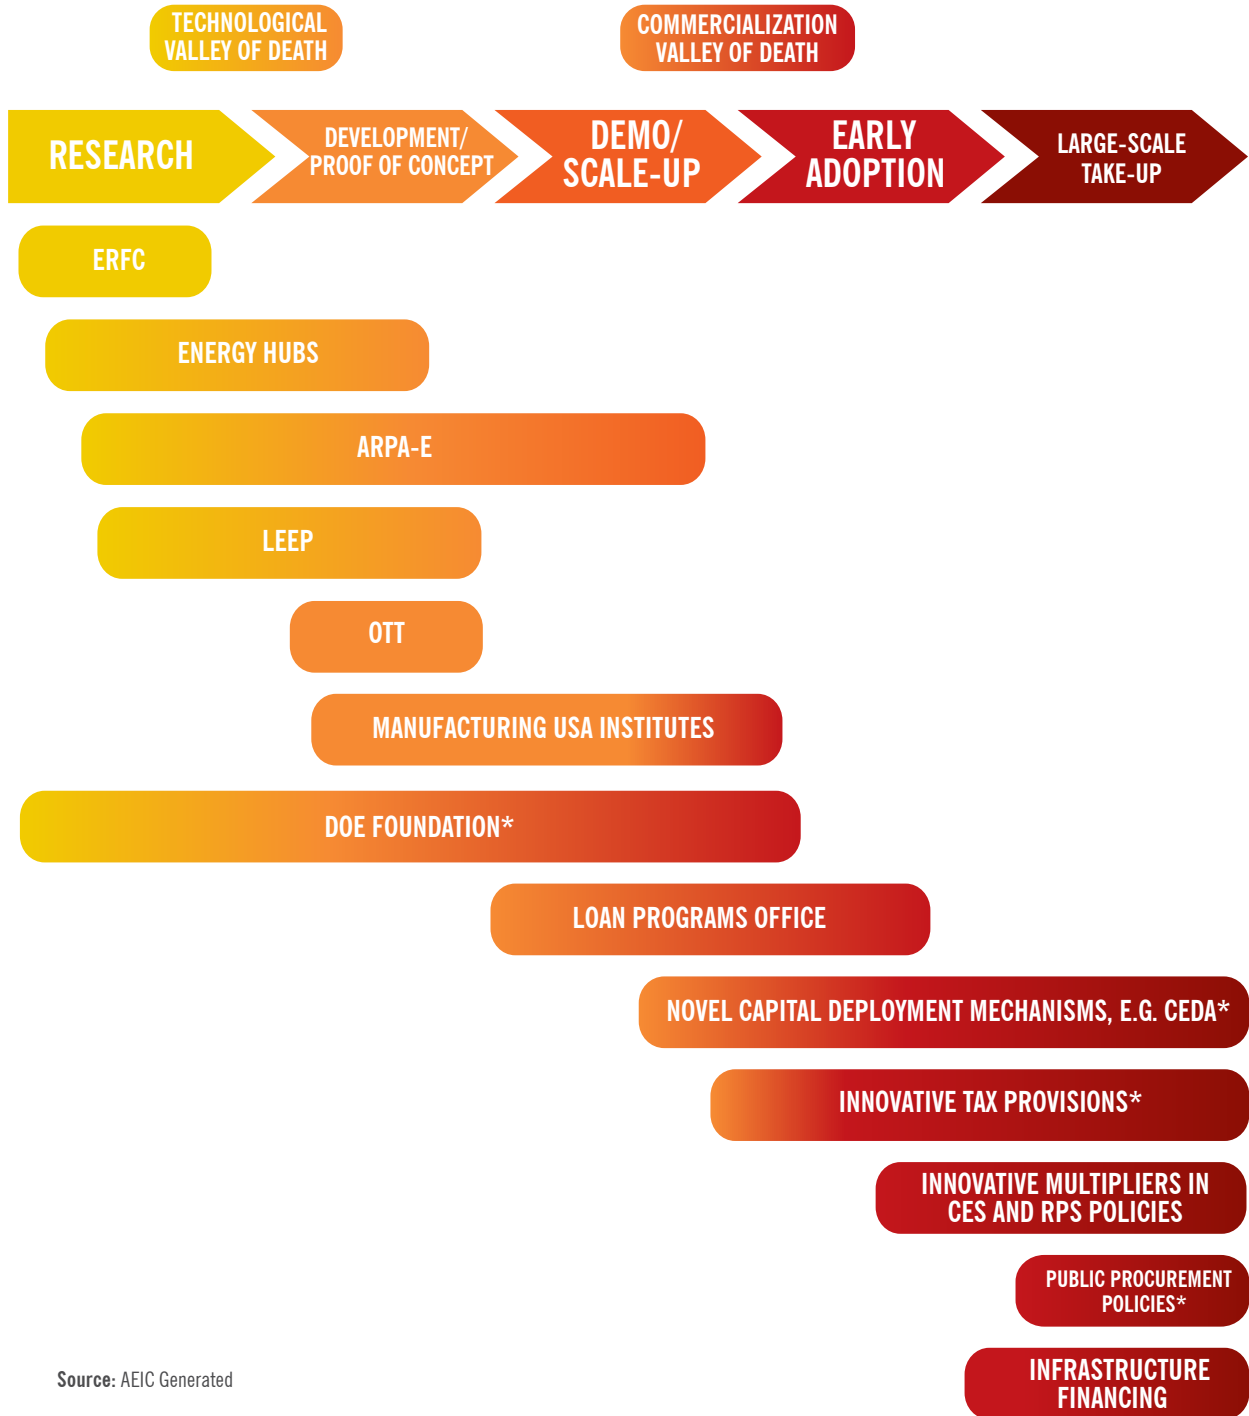 TECHNOLOGICAL
VALLEY OF DEATH
COMMERCIALIZATION
VALLEY OF DEATH
RESEARCH
DEVELOPMENT/
PROOF OF CONCEPT
DEMO/
SCALE-UP
EARLY
ADOPTION
LARGE-SCALE
TAKE-UP
ERFC
ENERGY HUBS
ARPA-E
LEEP
OTT
MANUFACTURING USA INSTITUTES
DOE FOUNDATION*
LOAN PROGRAMS OFFICE
NOVEL CAPITAL DEPLOYMENT MECHANISMS, E.G. CEDA*
INNOVATIVE TAX PROVISIONS*
INNOVATIVE MULTIPLIERS IN
CES AND RPS POLICIES
PUBLIC PROCUREMENT
POLICIES*
INFRASTRUCTURE
FINANCING
Source: AEIC Generated